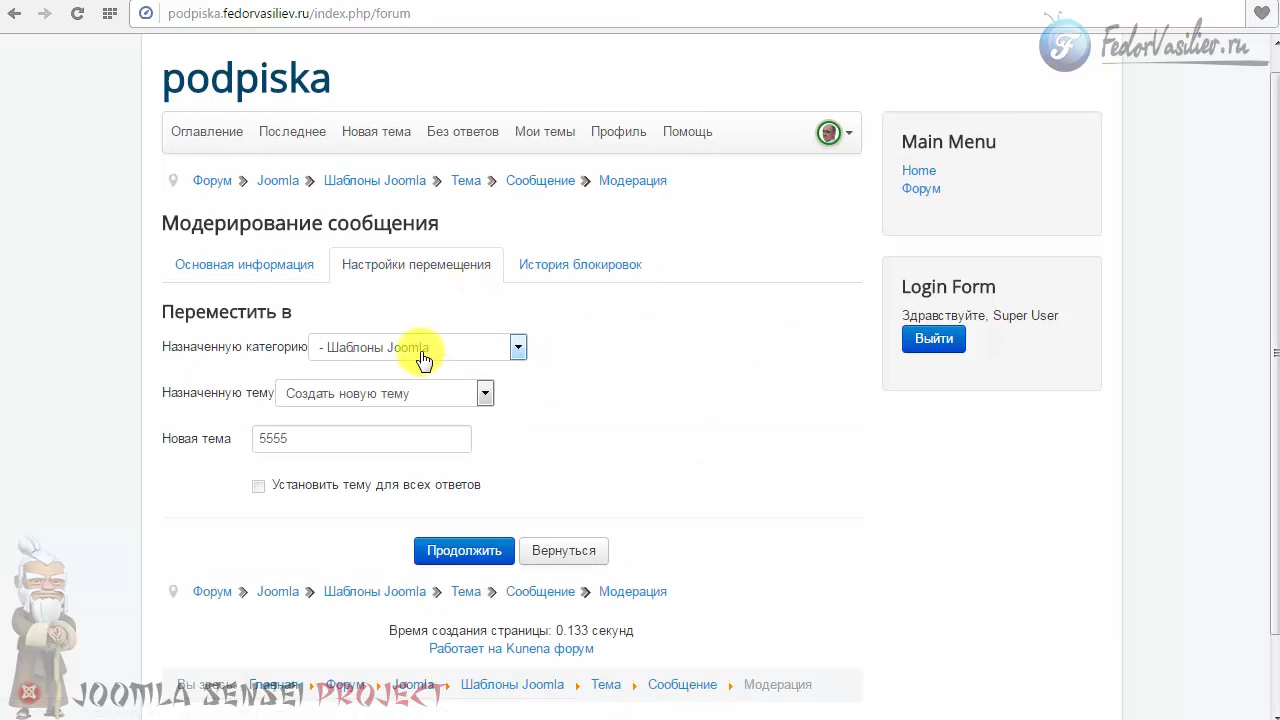 podpiska.fedorvasiliev.ru/index.php/forum
FedorVasiliev.ru
podpiska
Оглавление Последнее Новая тема Без ответов Мои темы Профиль Помощь
Форум Joomla Шаблоны Joomla Тема Сообщение Модерация
Модерирование сообщения
Основная информация Настройки перемещения История блокировок
Переместить в
Назначенную категорию - Шаблоны Joomla
Назначенную тему Создать новую тему
Новая тема 5555
Установить тему для всех ответов
Продолжить Вернуться
Форум Joomla Шаблоны Joomla Тема Сообщение Модерация
Время создания страницы: 0.133 секунд
Работает на Kunena форум
Вы здесь: Главная Форум Joomla Шаблоны Joomla Тема Сообщение Модерация
JOOMLA SENSEI PROJECT
Main Menu
Home
Форум
Login Form
Здравствуйте, Super User
Выйти